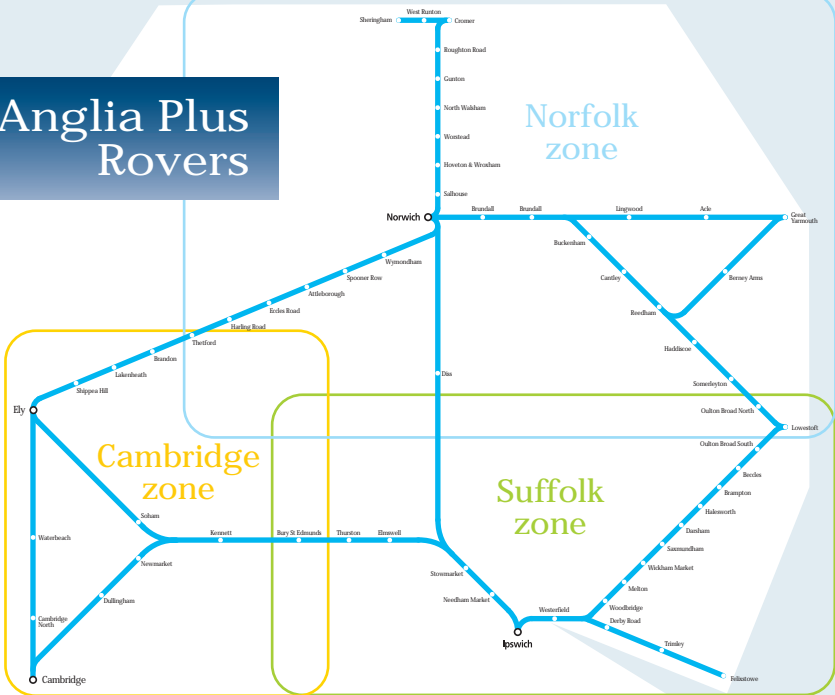 West Runton
Sheringham
Cromer
Roughton Road
Gunton
Anglia Plus
Rovers
North Walsham
Norfolk
zone
Worstead
Hoveton & Wroxham
Salhouse
Norwich
Brundall
Brundall
Lingwood
Acle
Great
Yarmouth
Buckenham
Wymondham
Spooner Row
Cantley
Berney Arms
Attleborough
Eccles Road
Reedham
Harling Road
Thetford
Haddiscoe
Brandon
Lakenheath
Diss
Shippea Hill
Somerleyton
Ely
Oulton Broad North
Lowestoft
Oulton Broad South
Cambridge
zone
Beccles
Suffolk
zone
Brampton
Halesworth
Soham
Darsham
Waterbeach
Kennett
Bury St Edmunds
Thurston
Elmswell
Saxmundham
Newmarket
Wickham Market
Stowmarket
Melton
Dullingham
Needham Market
Woodbridge
Westerfield
Derby Road
Cambridge
North
Ipswich
Trimley
Cambridge
Felixstowe